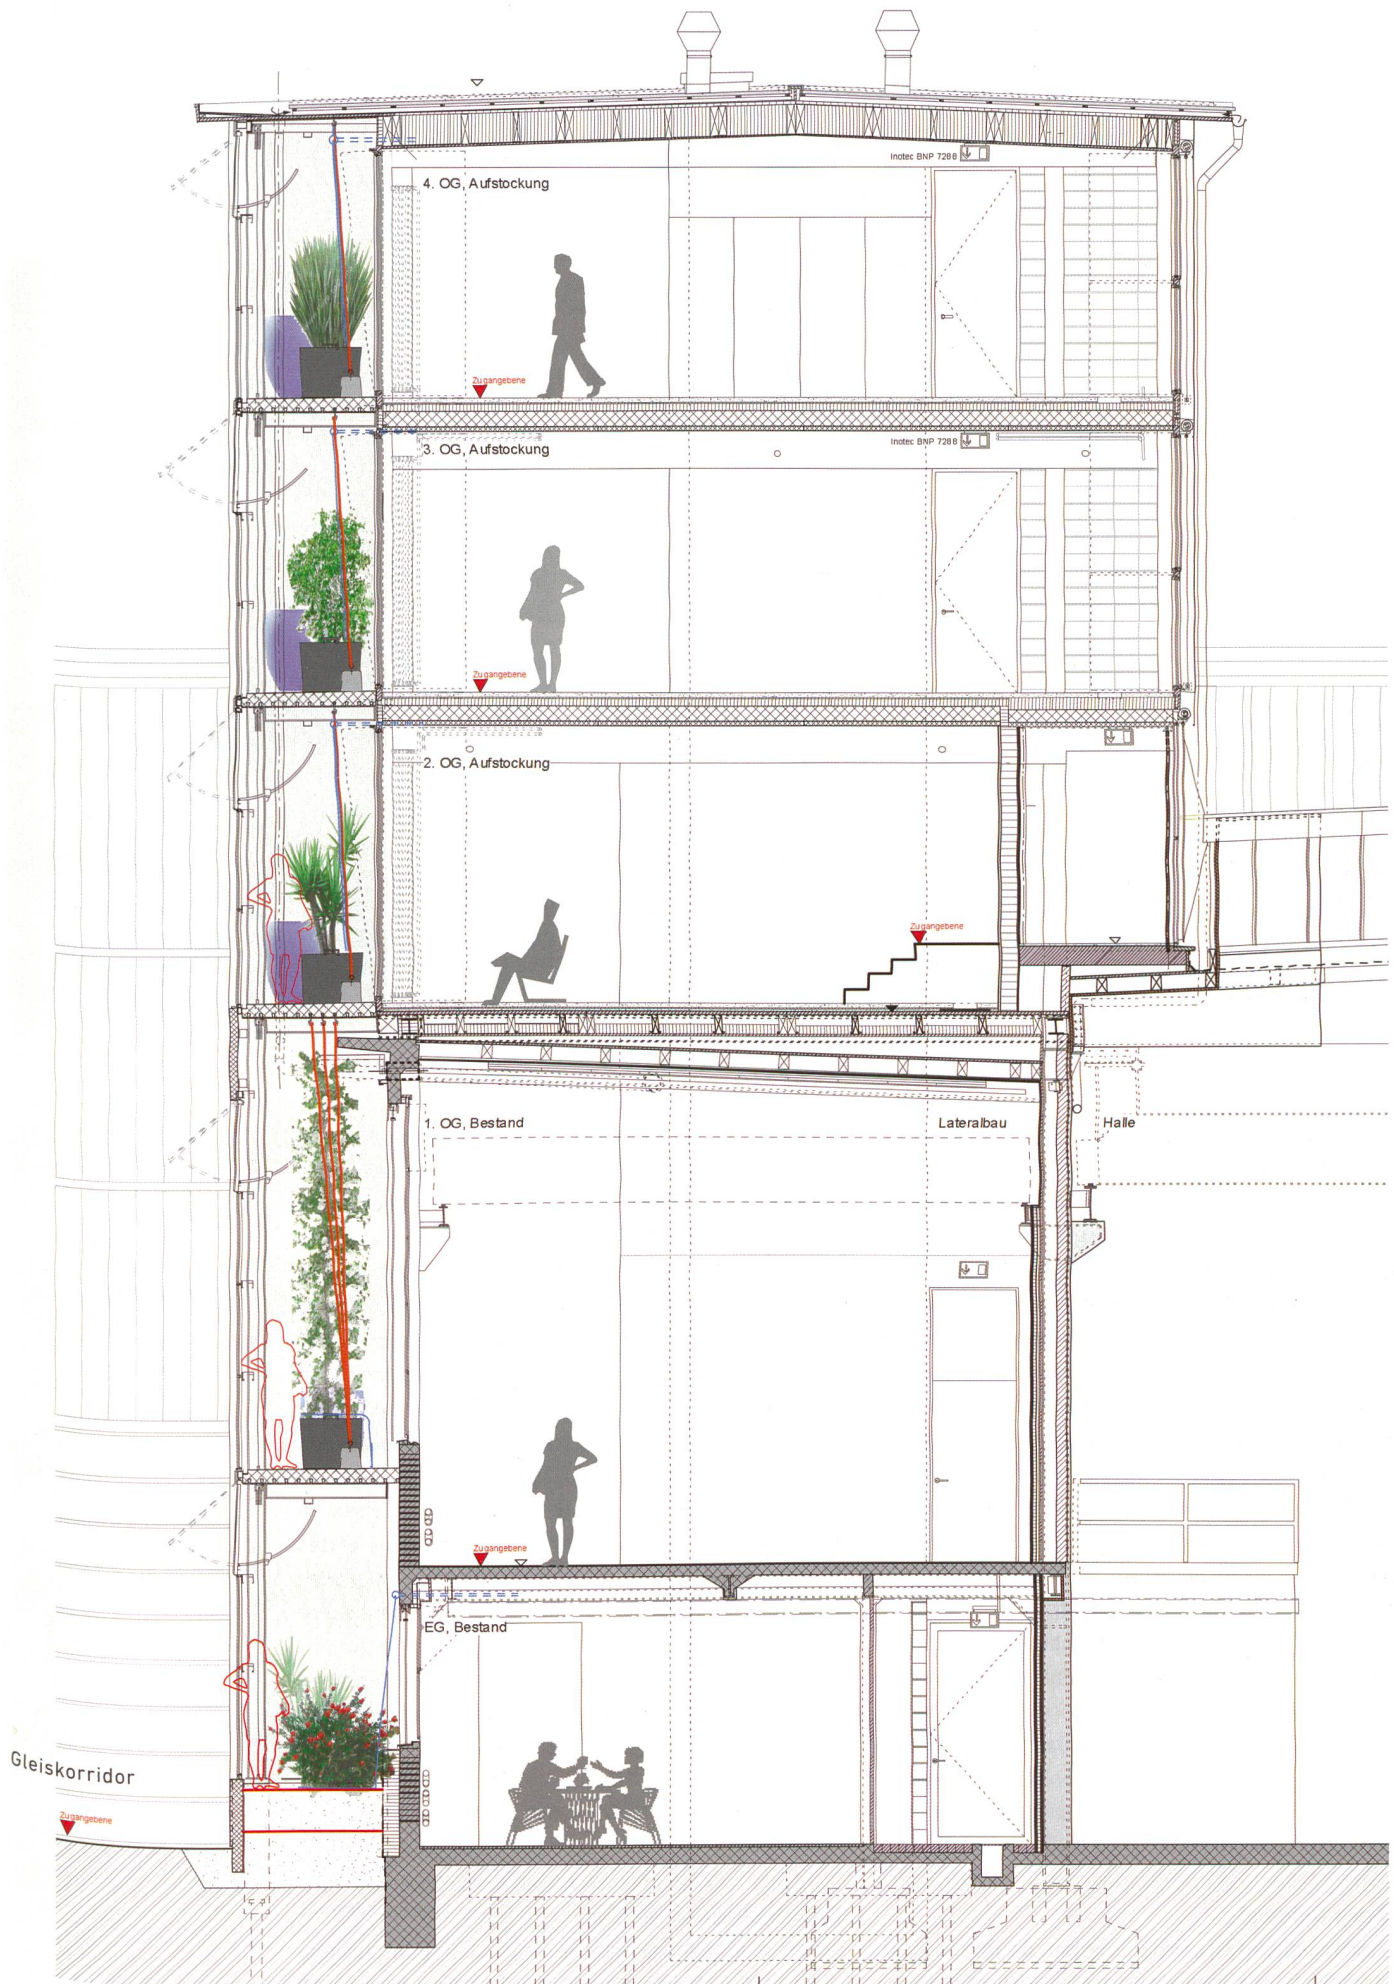 Inotec BNP 7288
4. OG, Aufstockung
Zugangebene
Inotec BNP 7288
3. OG, Aufstockung
Zugangebene
2. OG, Aufstockung
Zugangebene
1. OG, Bestand
Lateralbau
Halle
Zugangebene
EG, Bestand
Gleiskorridor
Zugangebene